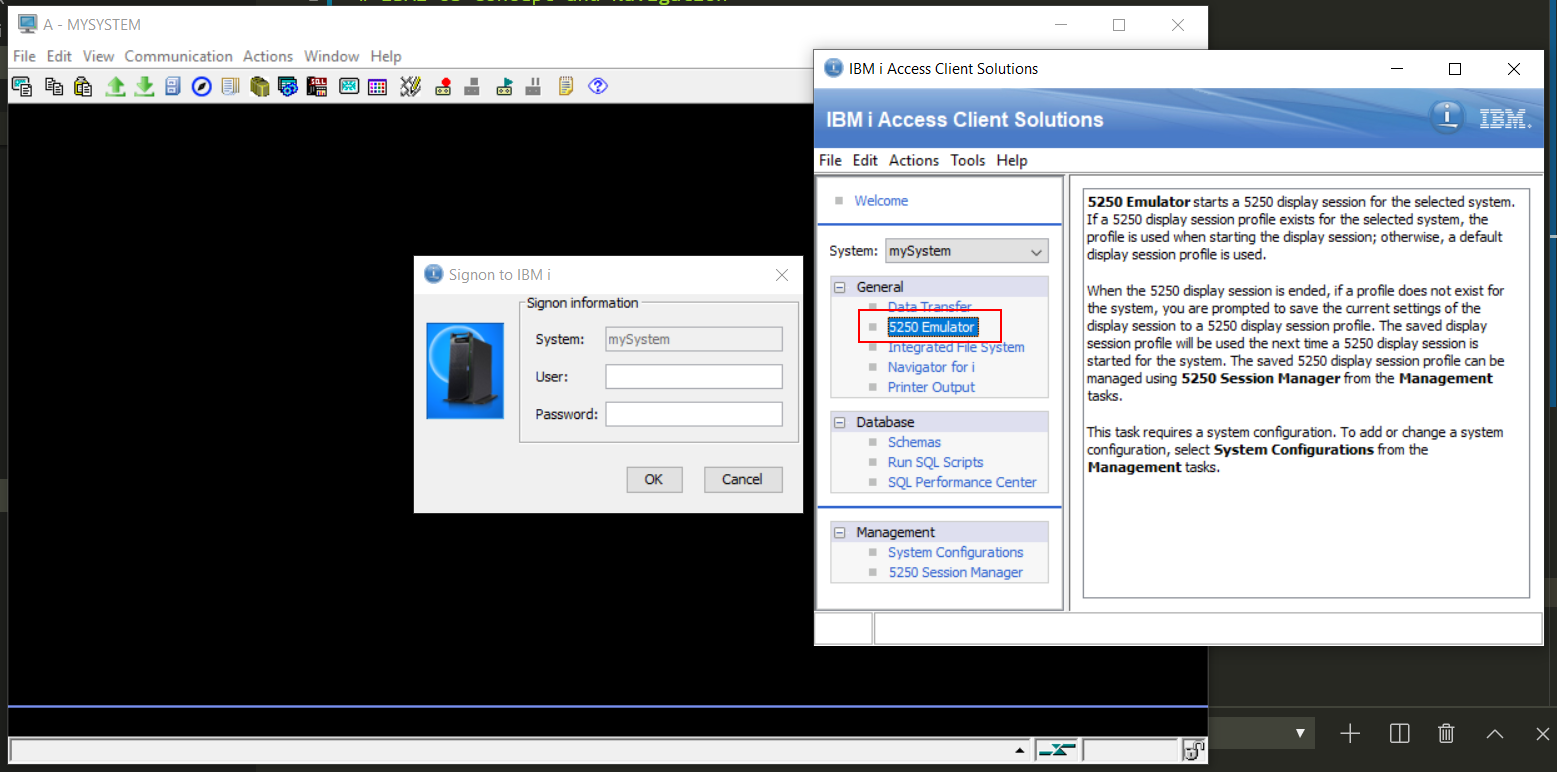 # IBMi OS Concept and Navigation
A - MYSYSTEM
File Edit View Communication Actions Window Help
Signon to IBM i
Signon information
System: mySystem
User:
Password:
OK Cancel
IBM i Access Client Solutions
IBM i Access Client Solutions
i IBM.
File Edit Actions Tools Help
Welcome
System: mySystem
General
Data Transfer
5250 Emulator
Integrated File System
Navigator for i
Printer Output
Database
Schemas
Run SQL Scripts
SQL Performance Center
Management
System Configurations
5250 Session Manager
5250 Emulator starts a 5250 display session for the selected system.
If a 5250 display session profile exists for the selected system, the
profile is used when starting the display session; otherwise, a default
display session profile is used.
When the 5250 display session is ended, if a profile does not exist for
the system, you are prompted to save the current settings of the
display session to a 5250 display session profile. The saved display
session profile will be used the next time a 5250 display session is
started for the system. The saved 5250 display session profile can be
managed using 5250 Session Manager from the Management
tasks.
This task requires a system configuration. To add or change a system
configuration, select System Configurations from the
Management tasks.